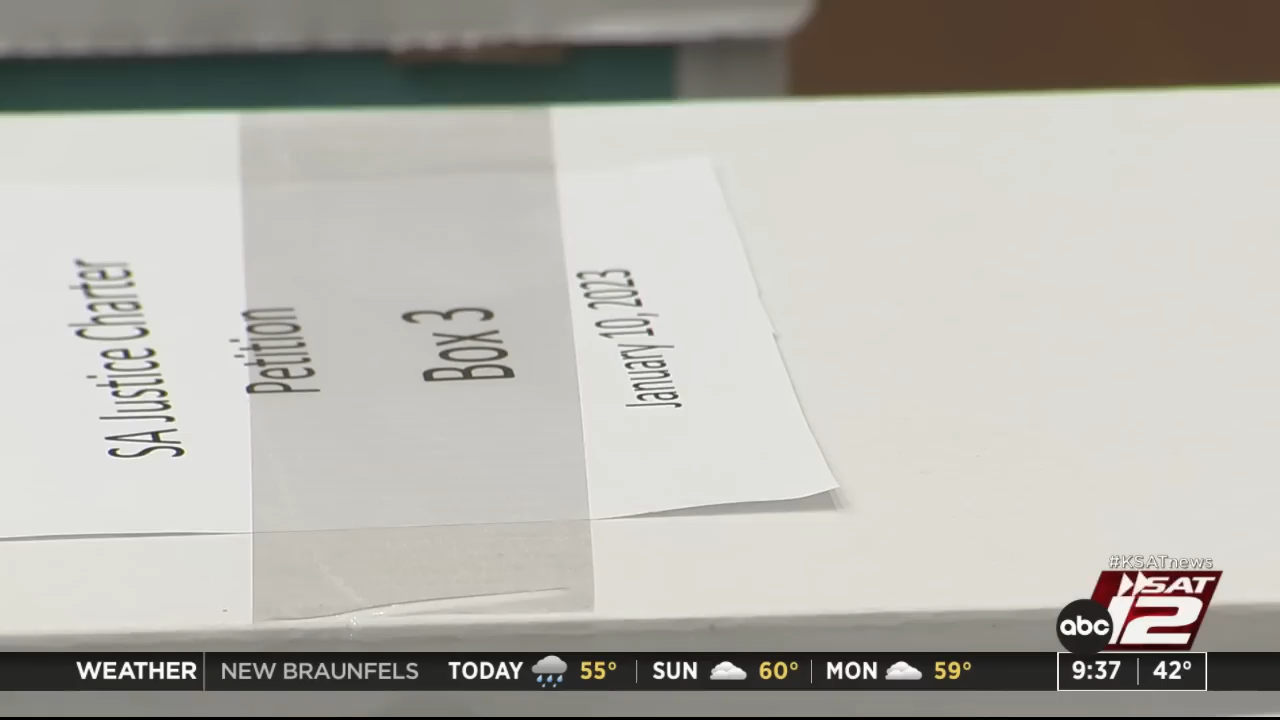 SA Justice Charter
Petition
Box 3
January 10, 2023
#KSATnews
KSAT
abc 12
WEATHER NEW BRAUNFELS TODAY 55° SUN 60° MON 59° 9:37 42°